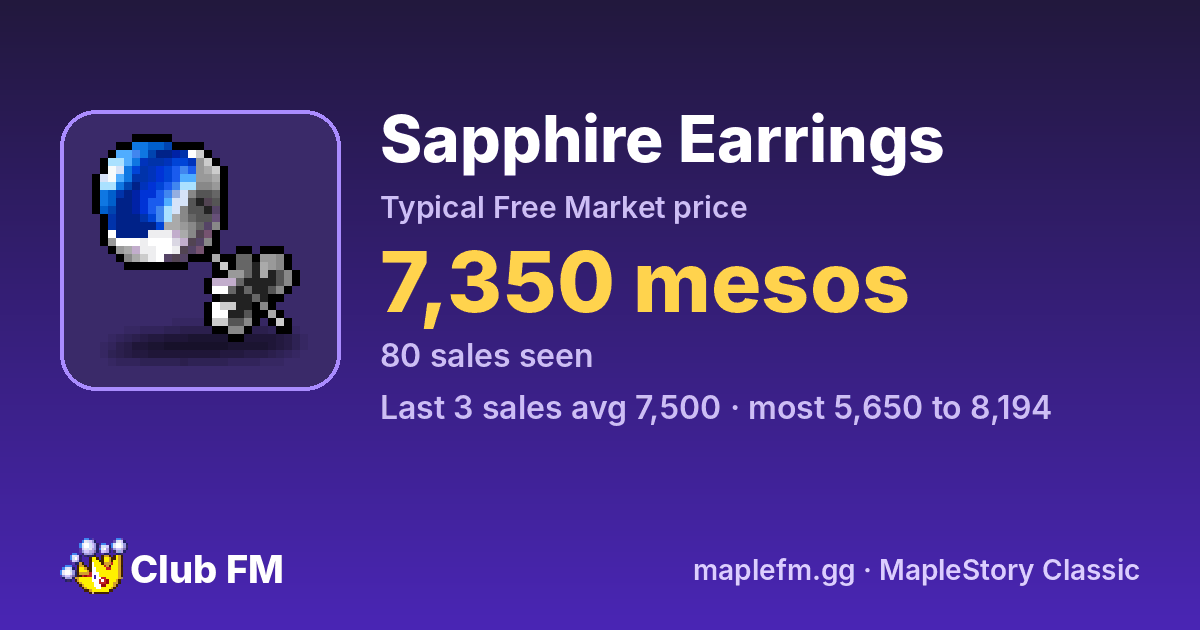 Sapphire Earrings
Typical Free Market price
7,350 mesos
80 sales seen
Last 3 sales avg 7,500 · most 5,650 to 8,194
Club FM
maplefm.gg · MapleStory Classic